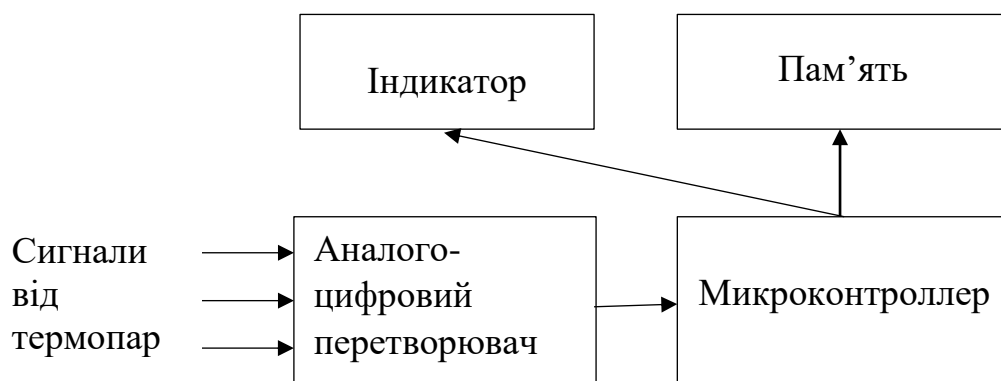 Індикатор
Пам’ять
Сигнали
від
термопар
Аналого-
цифровий
перетворювач
Микроконтроллер